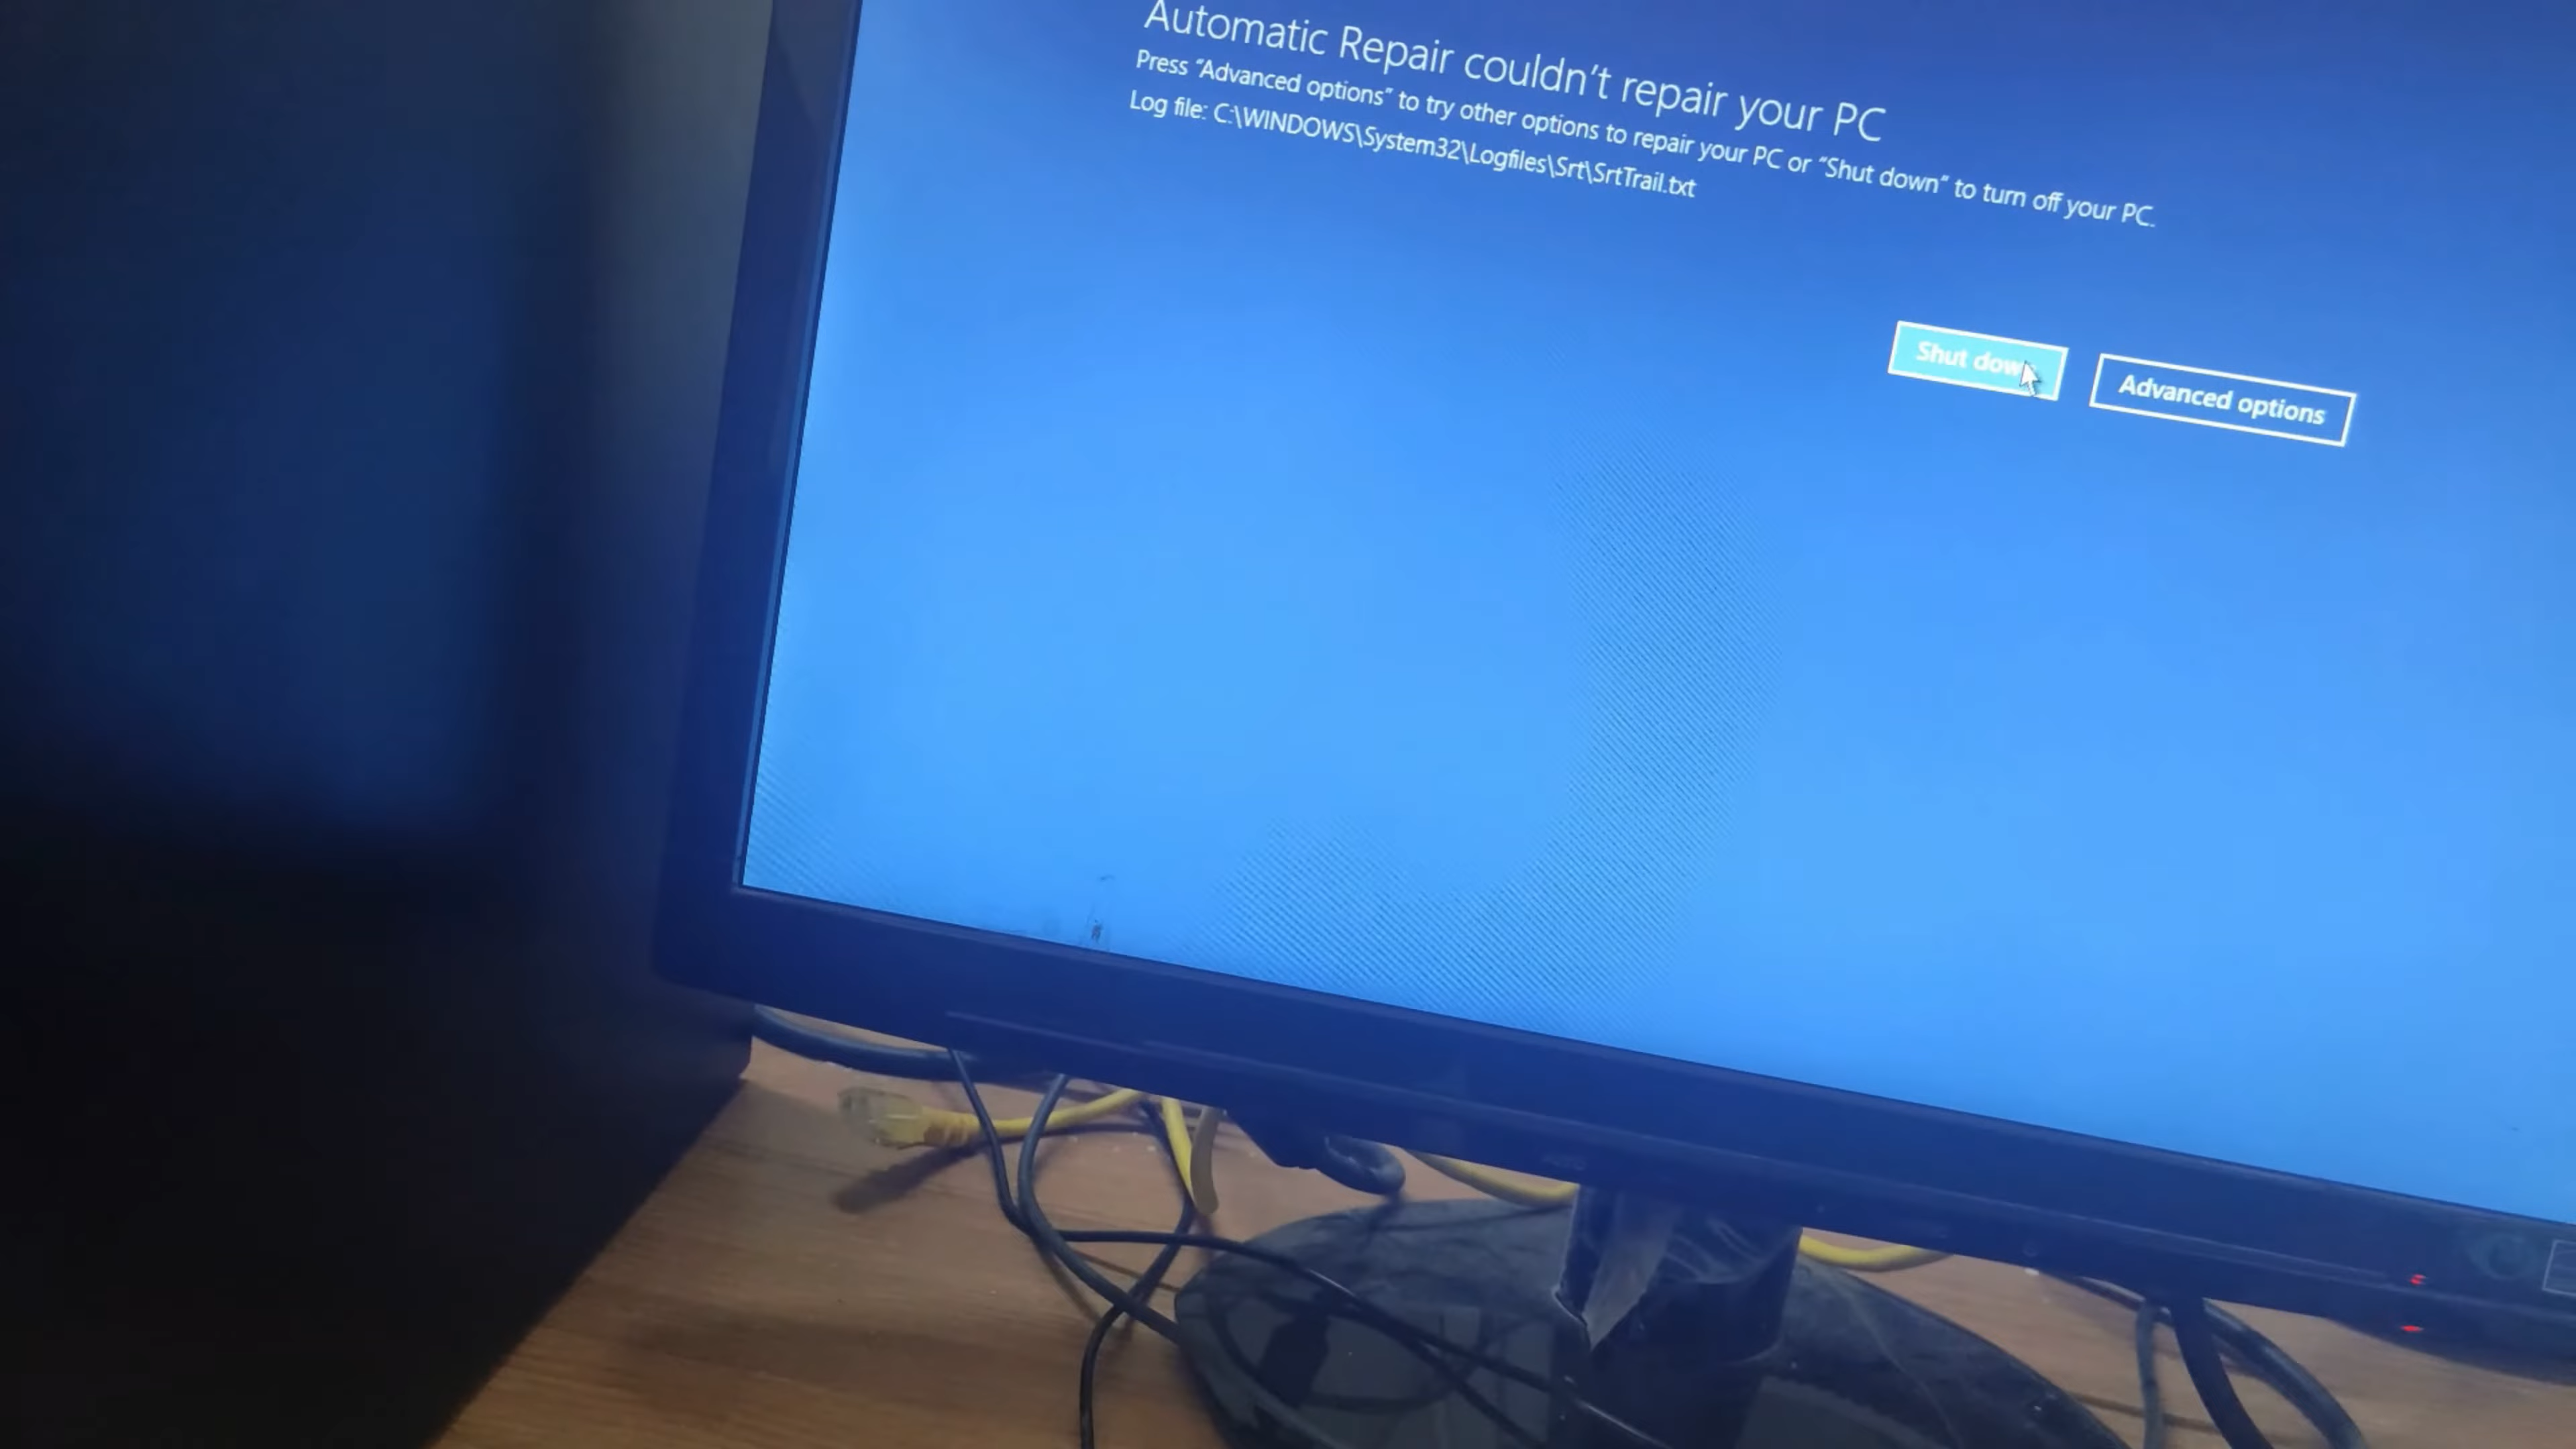 Automatic Repair couldn't repair your PC
Press "Advanced options" to try other options to repair your PC or "Shut down" to turn off your PC.
Log file: C:\WINDOWS\System32\Logfiles\Srt\SrtTrail.txt
Shut down
Advanced options